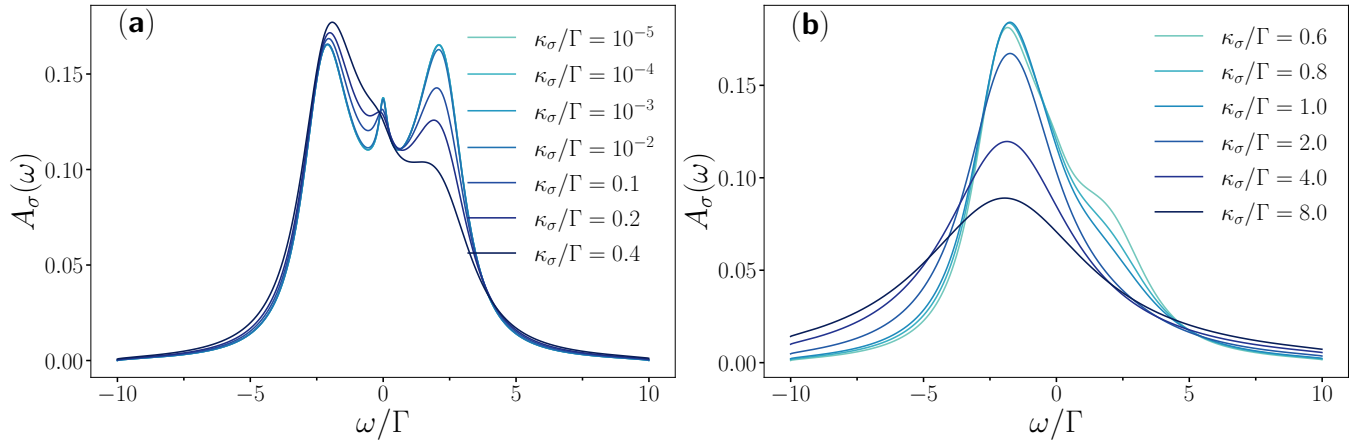 (a)
κσ/Γ = 10⁻⁵
κσ/Γ = 10⁻⁴
κσ/Γ = 10⁻³
κσ/Γ = 10⁻²
κσ/Γ = 0.1
κσ/Γ = 0.2
κσ/Γ = 0.4
Aσ(ω)
0.15
0.10
0.05
0.00
−10
−5
0
5
10
ω/Γ
(b)
κσ/Γ = 0.6
κσ/Γ = 0.8
κσ/Γ = 1.0
κσ/Γ = 2.0
κσ/Γ = 4.0
κσ/Γ = 8.0
Aσ(ω)
0.15
0.10
0.05
0.00
−10
−5
0
5
10
ω/Γ